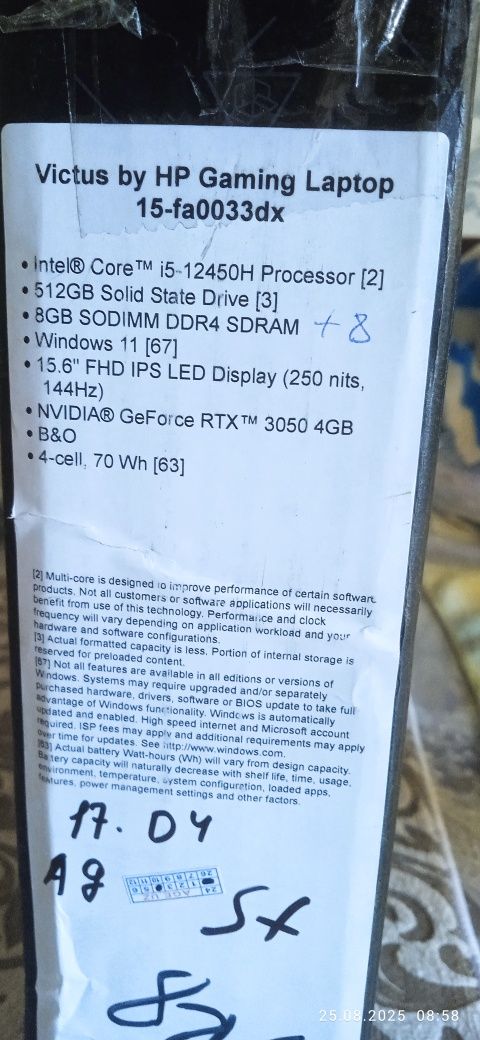 Victus by HP Gaming Laptop
15-fa0033dx
• Intel® Core™ i5-12450H Processor [2]
• 512GB Solid State Drive [3]
• 8GB SODIMM DDR4 SDRAM + 8
• Windows 11 [67]
• 15.6" FHD IPS LED Display (250 nits,
144Hz)
• NVIDIA® GeForce RTX™ 3050 4GB
• B&O
• 4-cell, 70 Wh [63]
[2] Multi-core is designed to improve performance of certain software
products. Not all customers or software applications will necessarily
benefit from use of this technology. Performance and clock
frequency will vary depending on application workload and your
hardware and software configurations.
[3] Actual formatted capacity is less. Portion of internal storage is
reserved for preloaded content.
[67] Not all features are available in all editions or versions of
Windows. Systems may require upgraded and/or separately
purchased hardware, drivers, software or BIOS update to take full
advantage of Windows functionality. Windows is automatically
updated and enabled. High speed internet and Microsoft account
required. ISP fees may apply and additional requirements may apply
over time for updates. See http://www.windows.com.
[63] Actual battery Watt-hours (Wh) will vary from design capacity.
Battery capacity will naturally decrease with shelf life, time, usage,
environment, temperature, system configuration, loaded apps,
features, power management settings and other factors.
17. 04
A8
SX
25.08.2025 08:58